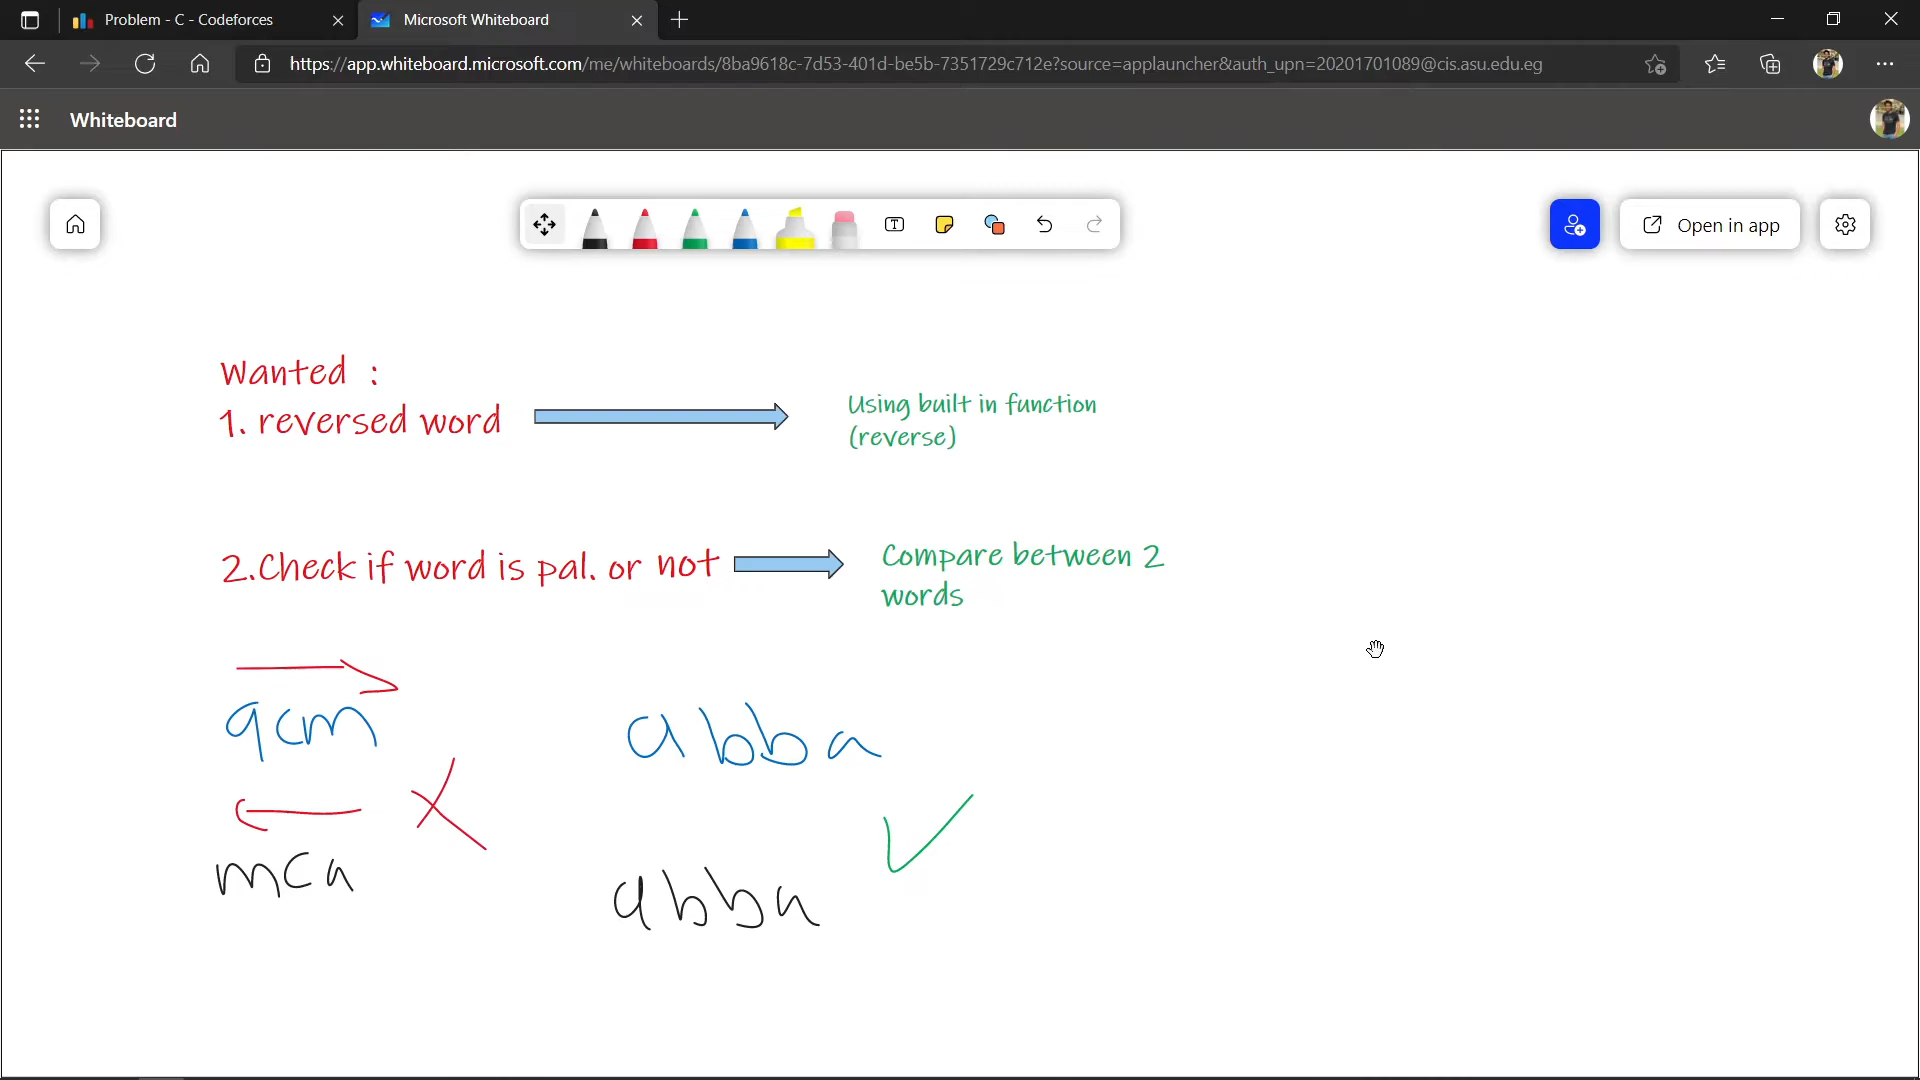 Problem - C - Codeforces
Microsoft Whiteboard
https://app.whiteboard.microsoft.com/me/whiteboards/8ba9618c-7d53-401d-be5b-7351729c712e?source=applauncher&auth_upn=20201701089@cis.asu.edu.eg
Whiteboard
T
Open in app
Wanted :
1. reversed word
Using built in function
(reverse)
2.Check if word is pal. or not
Compare between 2
words
acm
abba
mca
abba